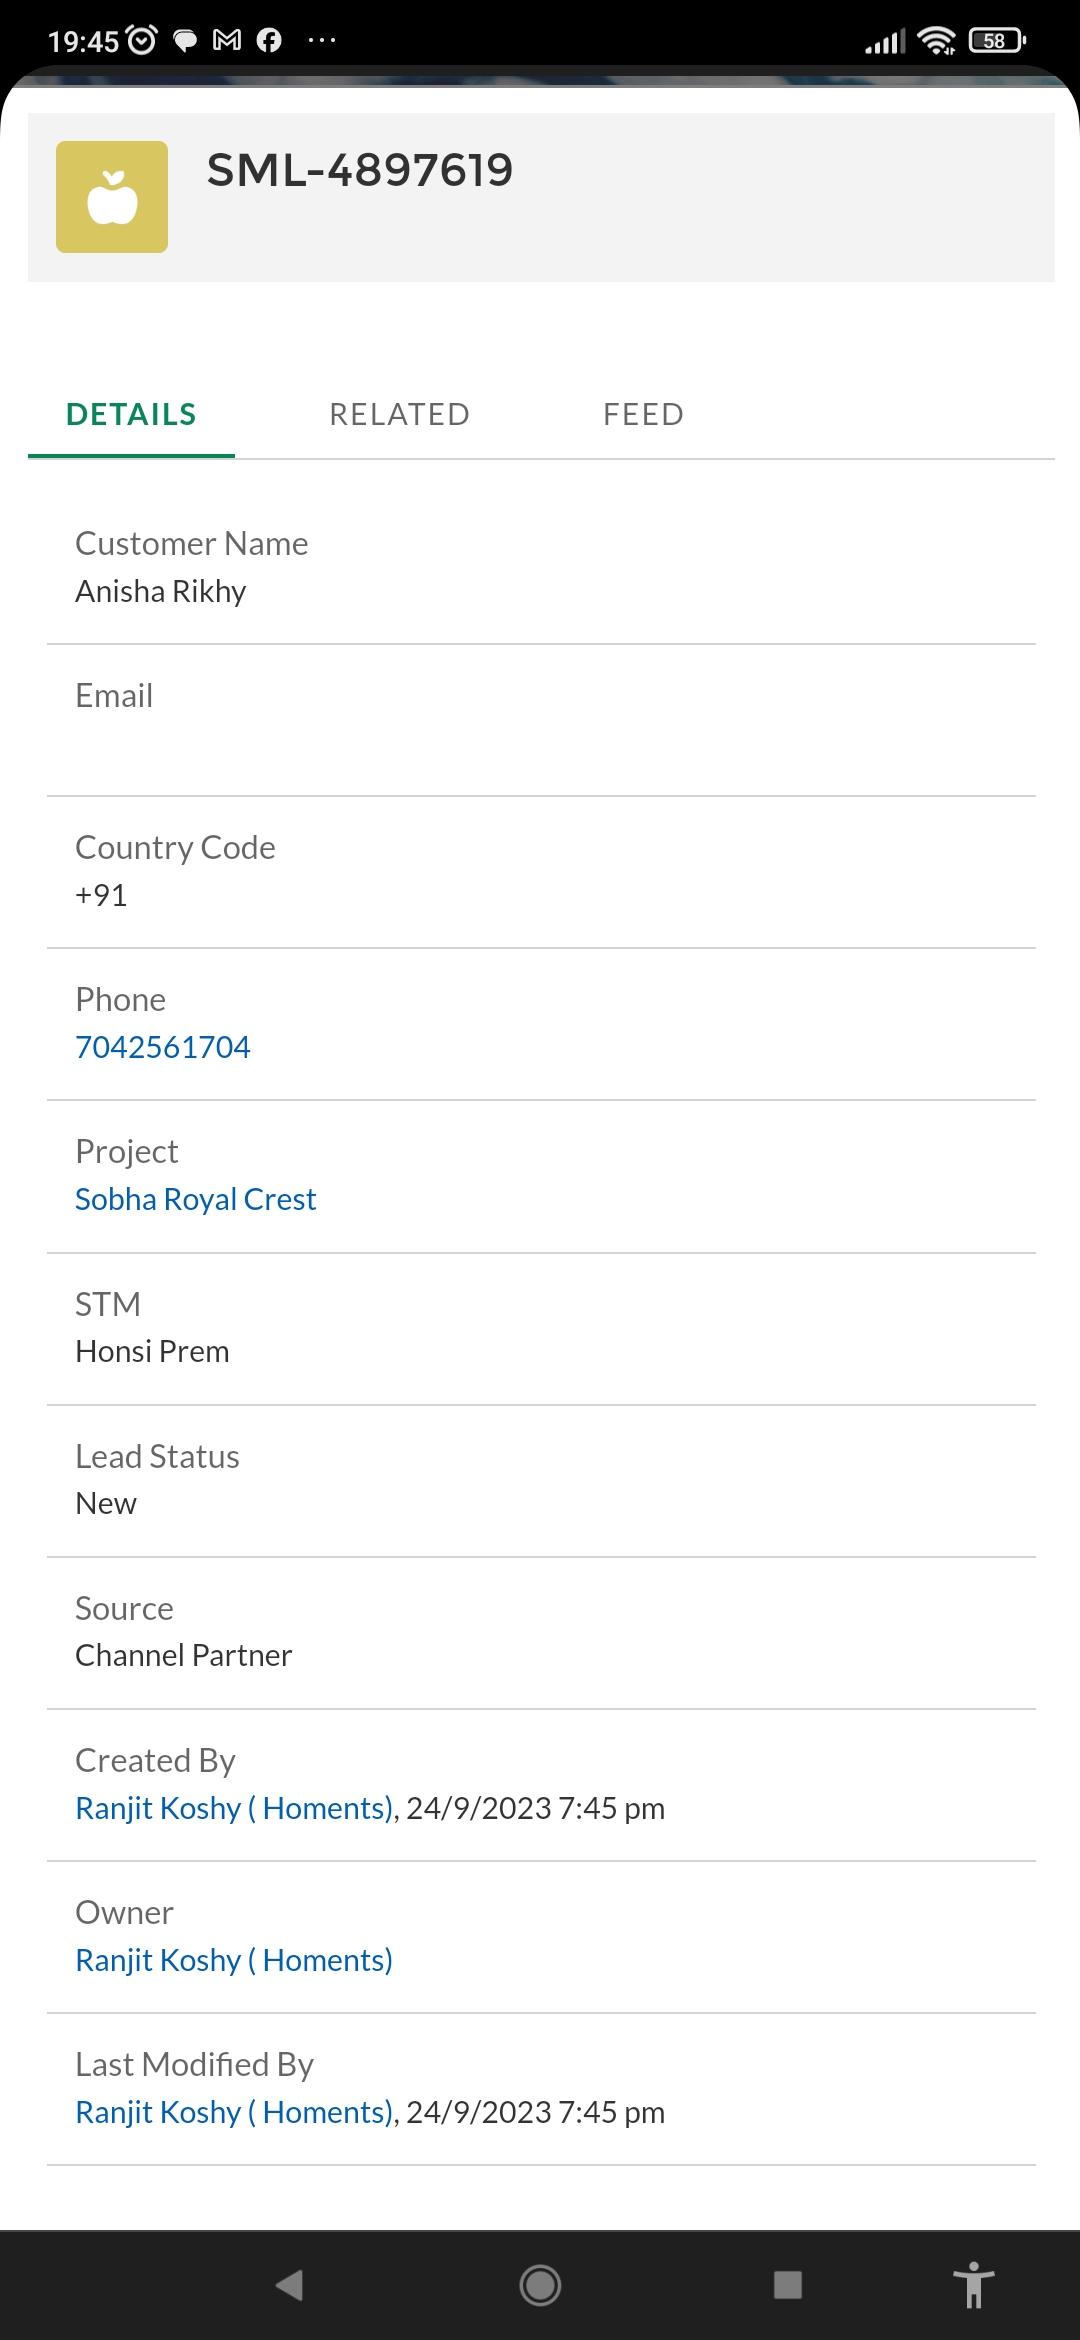 19:45
58
SML-4897619
DETAILS
RELATED
FEED
Customer Name
Anisha Rikhy
Email
Country Code
+91
Phone
7042561704
Project
Sobha Royal Crest
STM
Honsi Prem
Lead Status
New
Source
Channel Partner
Created By
Ranjit Koshy ( Homents), 24/9/2023 7:45 pm
Owner
Ranjit Koshy ( Homents)
Last Modified By
Ranjit Koshy ( Homents), 24/9/2023 7:45 pm